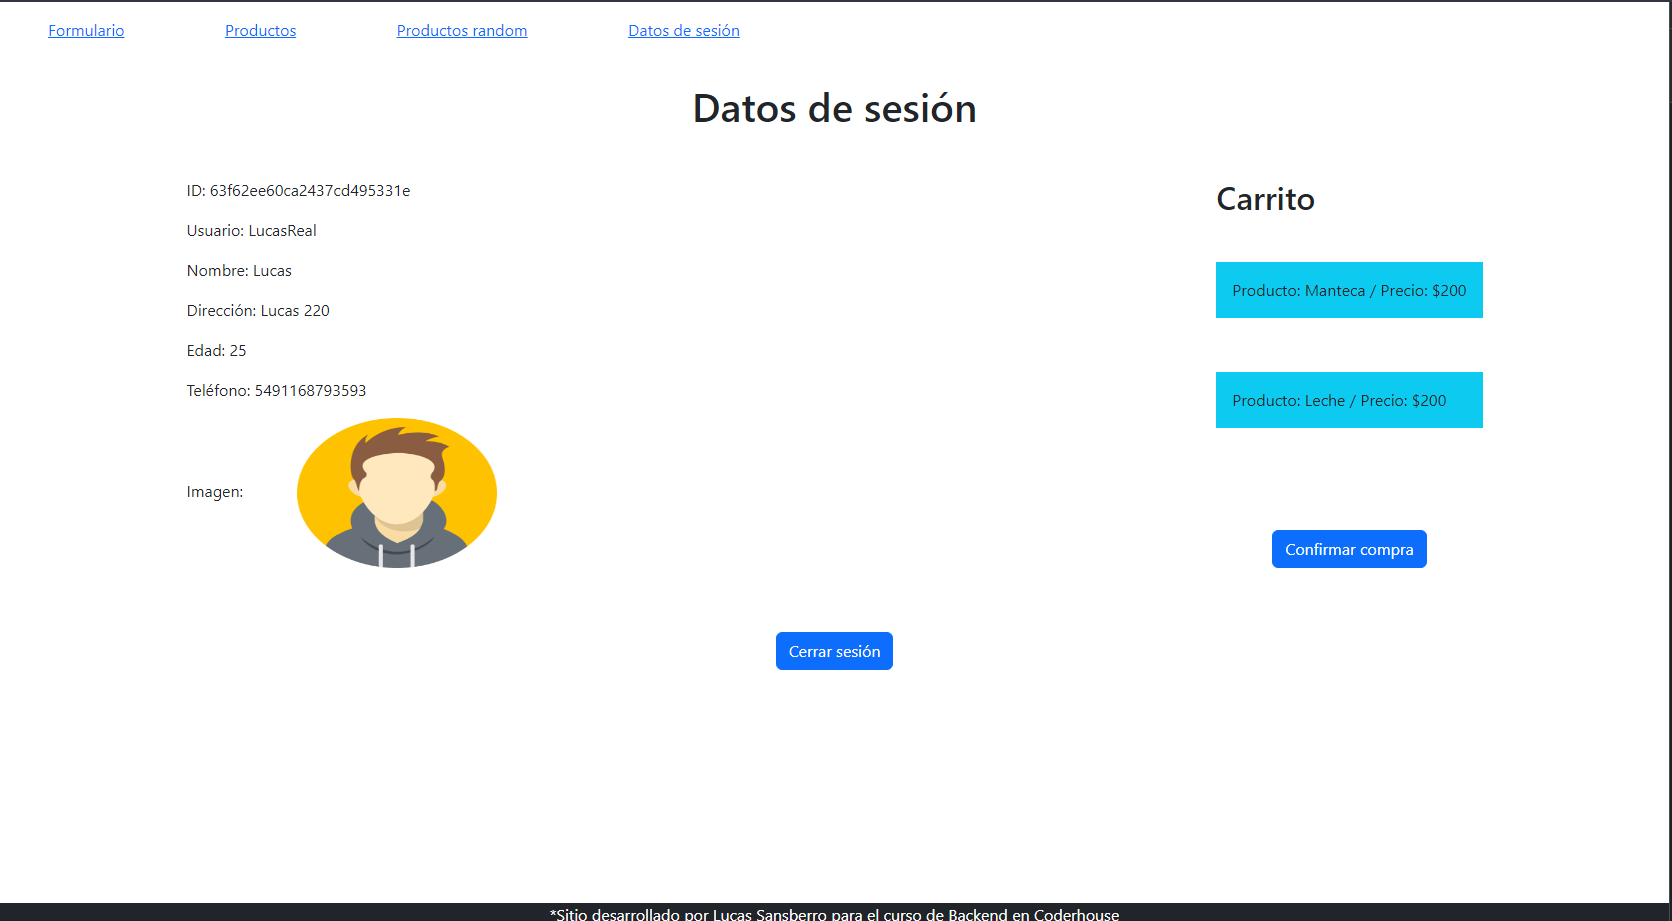 Formulario
Productos
Productos random
Datos de sesión
Datos de sesión
ID: 63f62ee60ca2437cd495331e
Usuario: LucasReal
Nombre: Lucas
Dirección: Lucas 220
Edad: 25
Teléfono: 5491168793593
Imagen:
Carrito
Producto: Manteca / Precio: $200
Producto: Leche / Precio: $200
Confirmar compra
Cerrar sesión
*Sitio desarrollado por Lucas Sansberro para el curso de Backend en Coderhouse